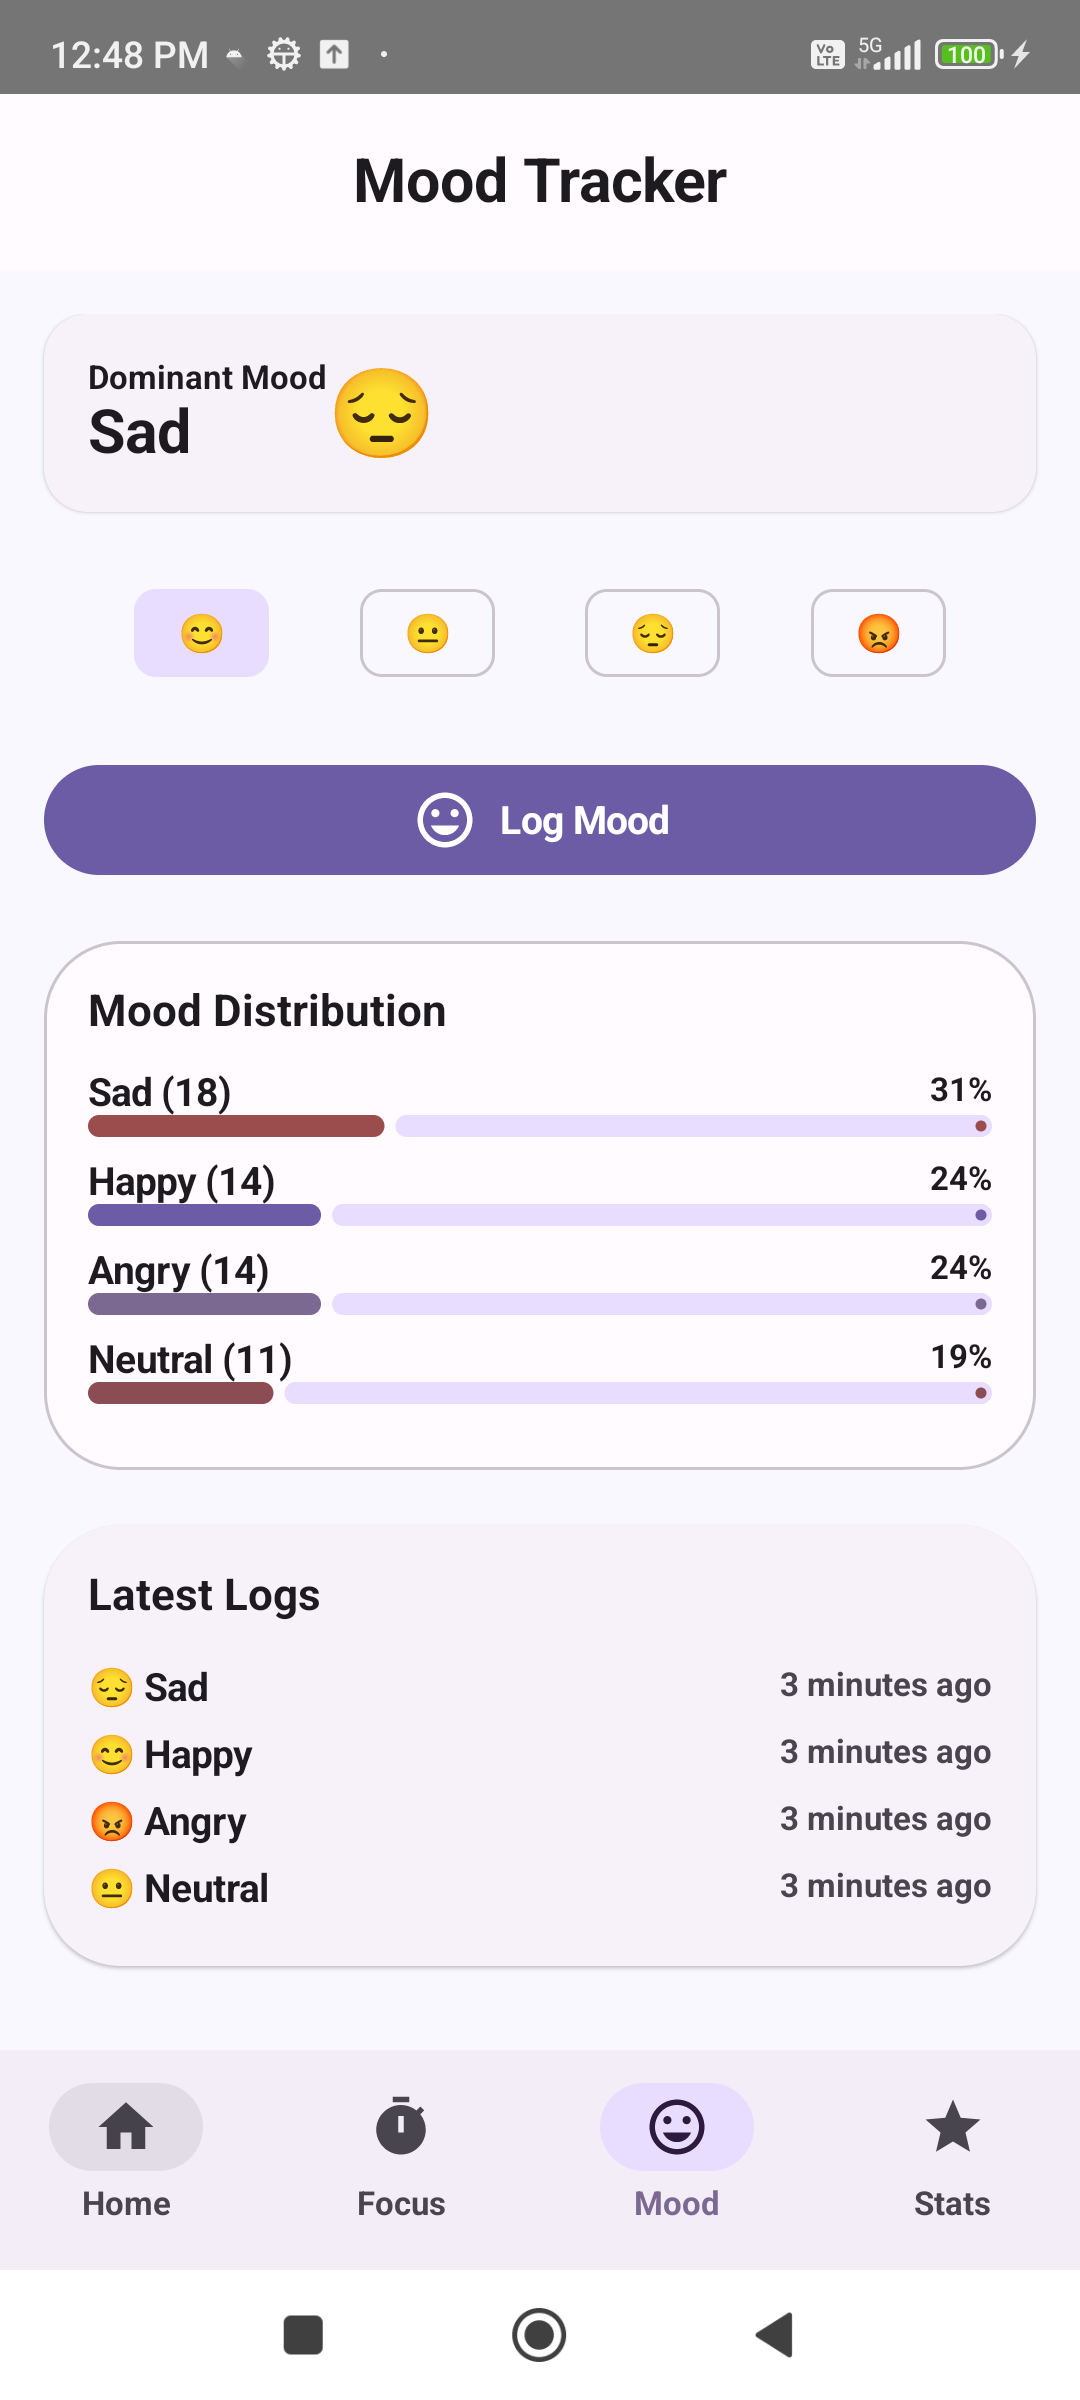 12:48 PM
Vo LTE 5G 100
Mood Tracker
Dominant Mood
Sad
Log Mood
Mood Distribution
Sad (18) 31%
Happy (14) 24%
Angry (14) 24%
Neutral (11) 19%
Latest Logs
Sad 3 minutes ago
Happy 3 minutes ago
Angry 3 minutes ago
Neutral 3 minutes ago
Home Focus Mood Stats